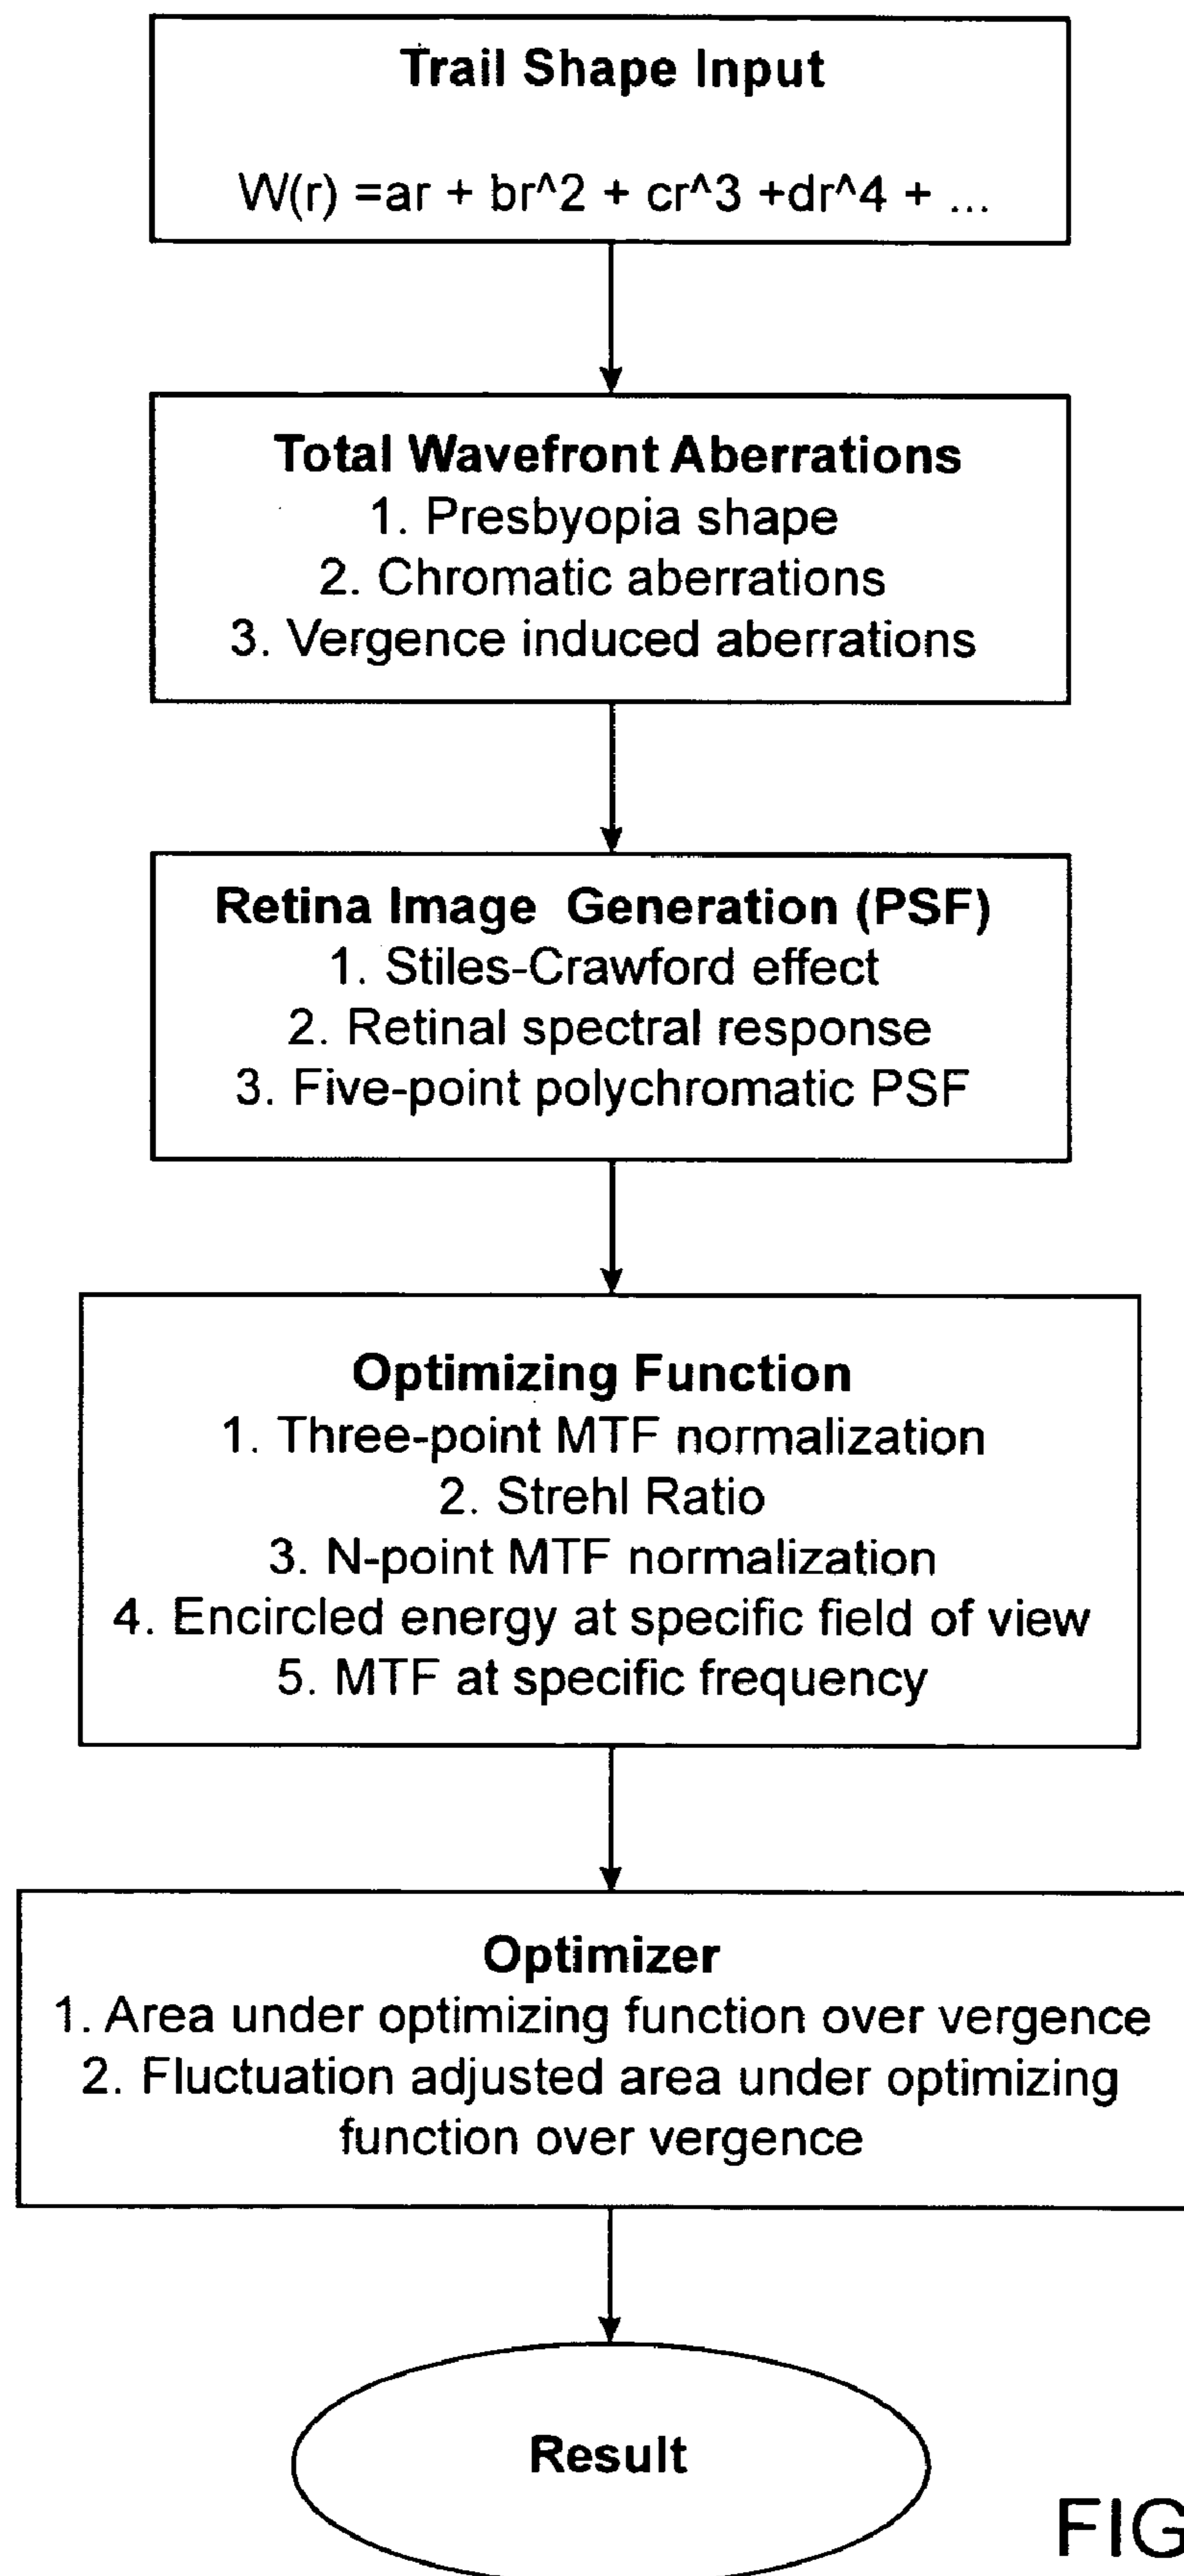 Trail Shape Input
W(r) =ar + br^2 + cr^3 +dr^4 + ...
Total Wavefront Aberrations
1. Presbyopia shape
2. Chromatic aberrations
3. Vergence induced aberrations
Retina Image Generation (PSF)
1. Stiles-Crawford effect
2. Retinal spectral response
3. Five-point polychromatic PSF
Optimizing Function
1. Three-point MTF normalization
2. Strehl Ratio
3. N-point MTF normalization
4. Encircled energy at specific field of view
5. MTF at specific frequency
Optimizer
1. Area under optimizing function over vergence
2. Fluctuation adjusted area under optimizing
function over vergence
Result
FIG